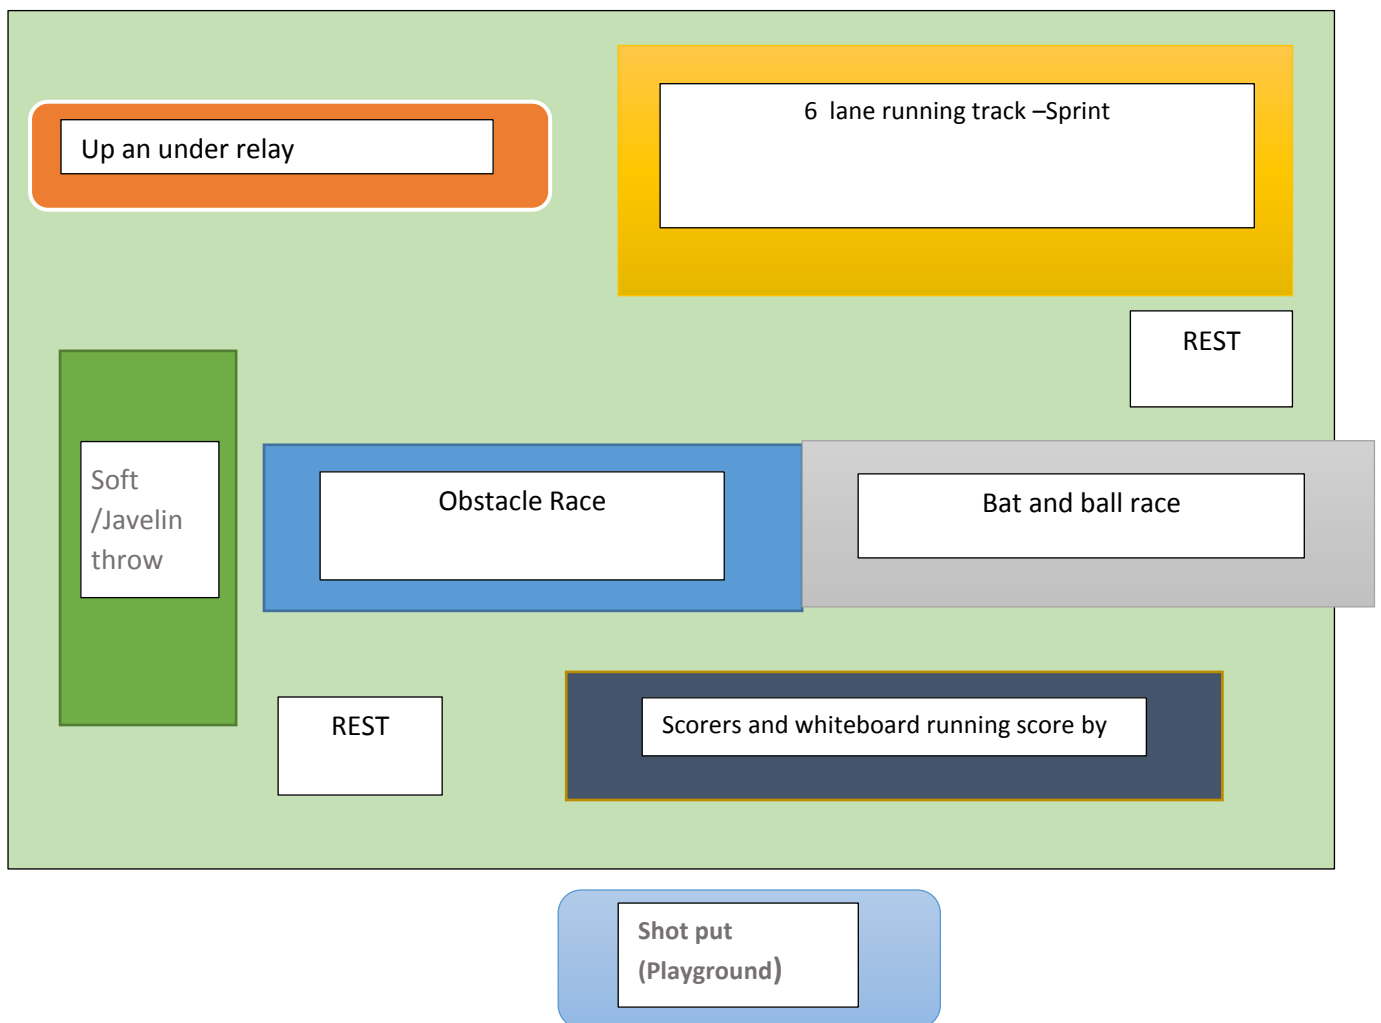 6 lane running track –Sprint
Up an under relay
REST
Soft
/Javelin
throw
Obstacle Race
Bat and ball race
REST
Scorers and whiteboard running score by
Shot put
(Playground)